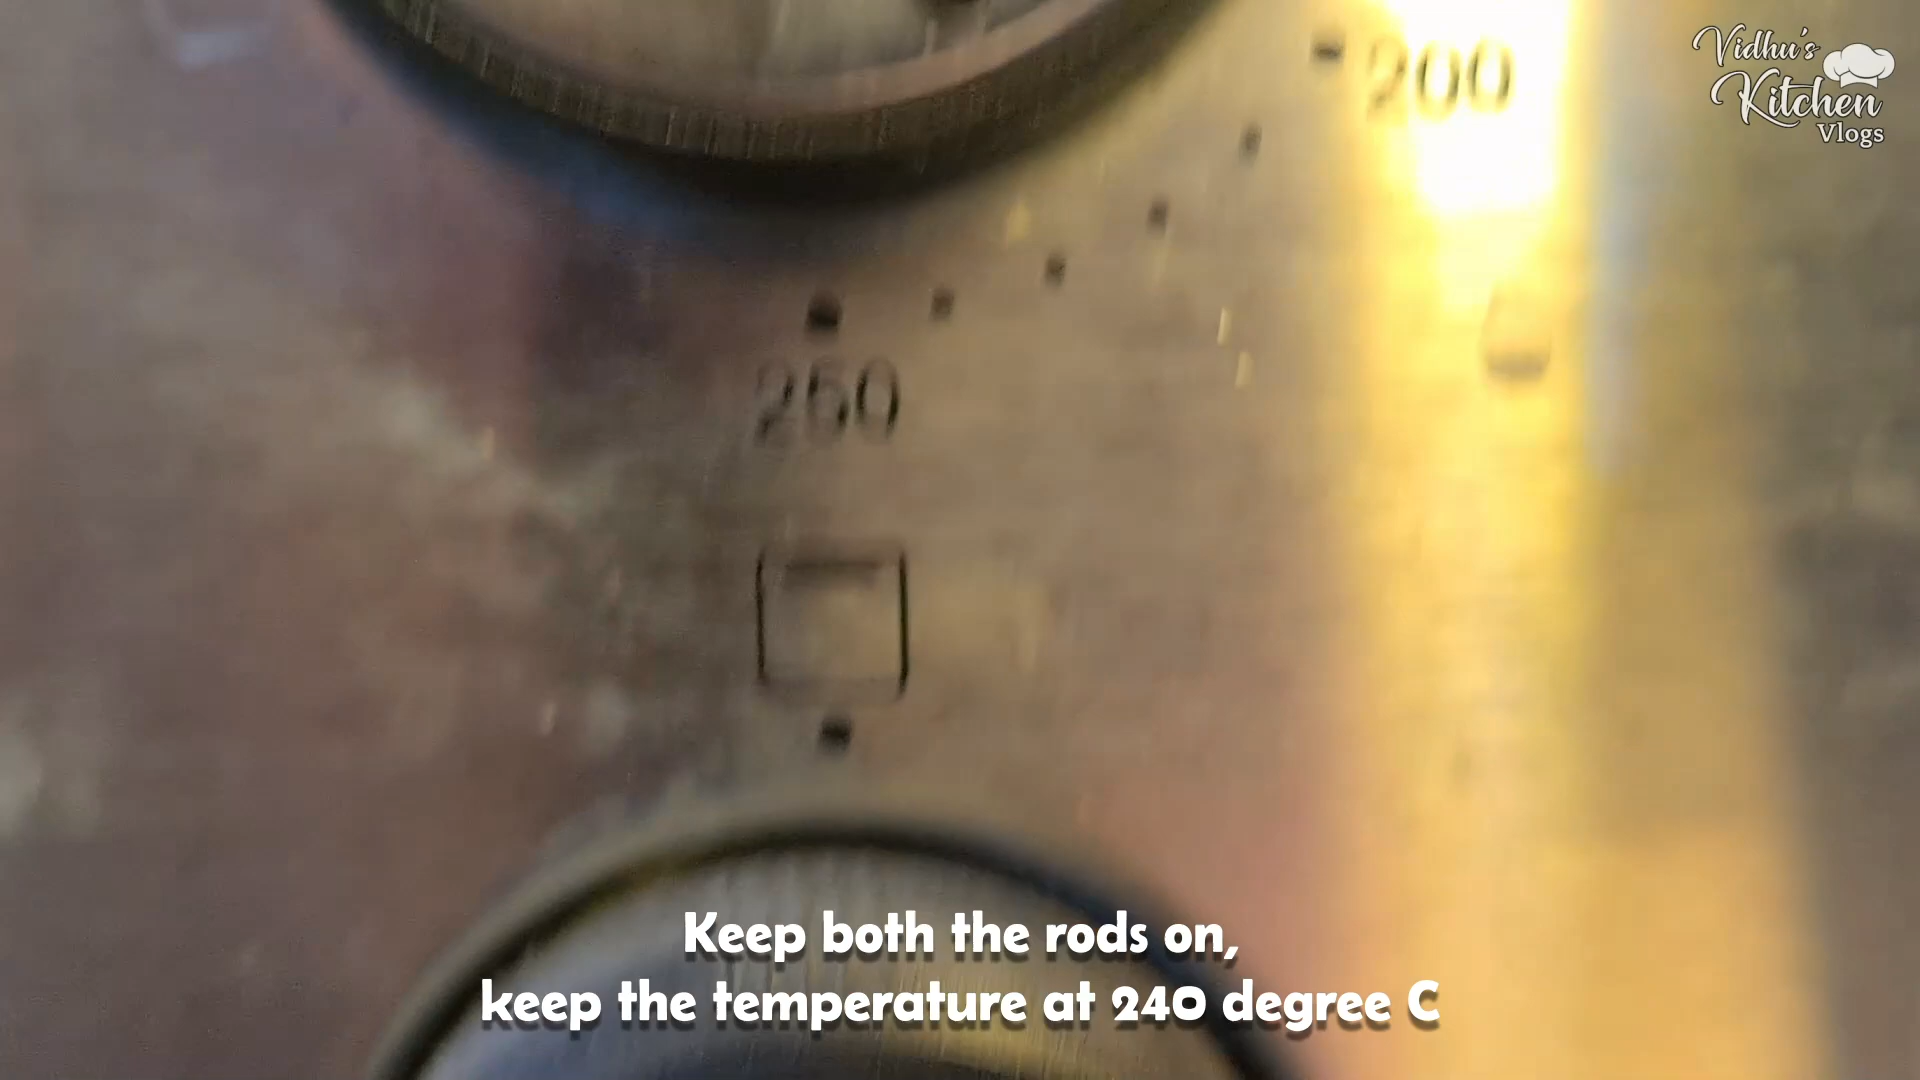 Vidhu's
Kitchen
Vlogs
200
250
Keep both the rods on,
keep the temperature at 240 degree C